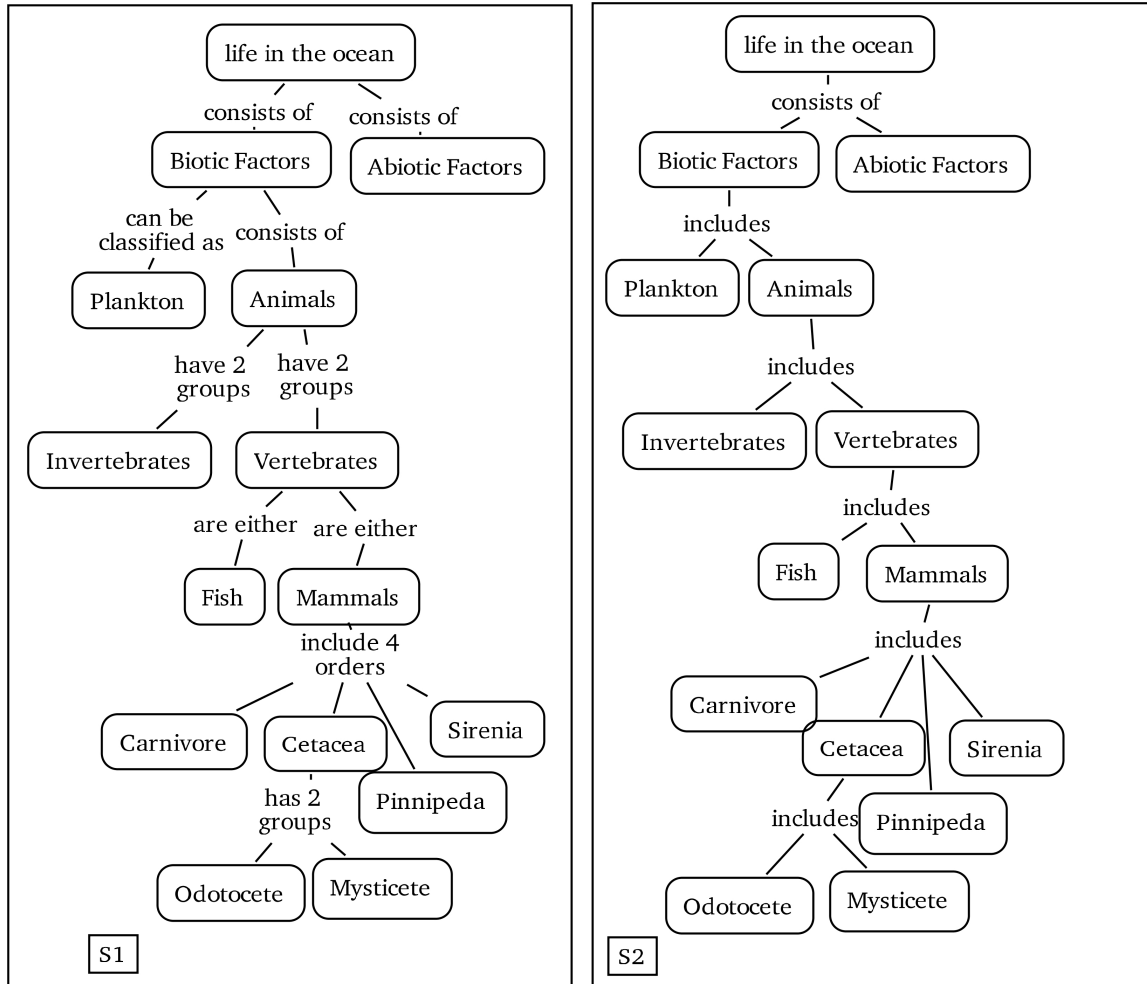 life in the ocean
consists of
consists of
Biotic Factors
Abiotic Factors
can be
classified as
consists of
Plankton
Animals
have 2
groups
have 2
groups
Invertebrates
Vertebrates
are either
are either
Fish
Mammals
include 4
orders
Carnivore
Cetacea
Sirenia
Pinnipeda
has 2
groups
Odotocete
Mysticete
S1
life in the ocean
consists of
Biotic Factors
Abiotic Factors
includes
Plankton
Animals
includes
Invertebrates
Vertebrates
includes
Fish
Mammals
includes
Carnivore
Cetacea
Sirenia
includes
Pinnipeda
Odotocete
Mysticete
S2